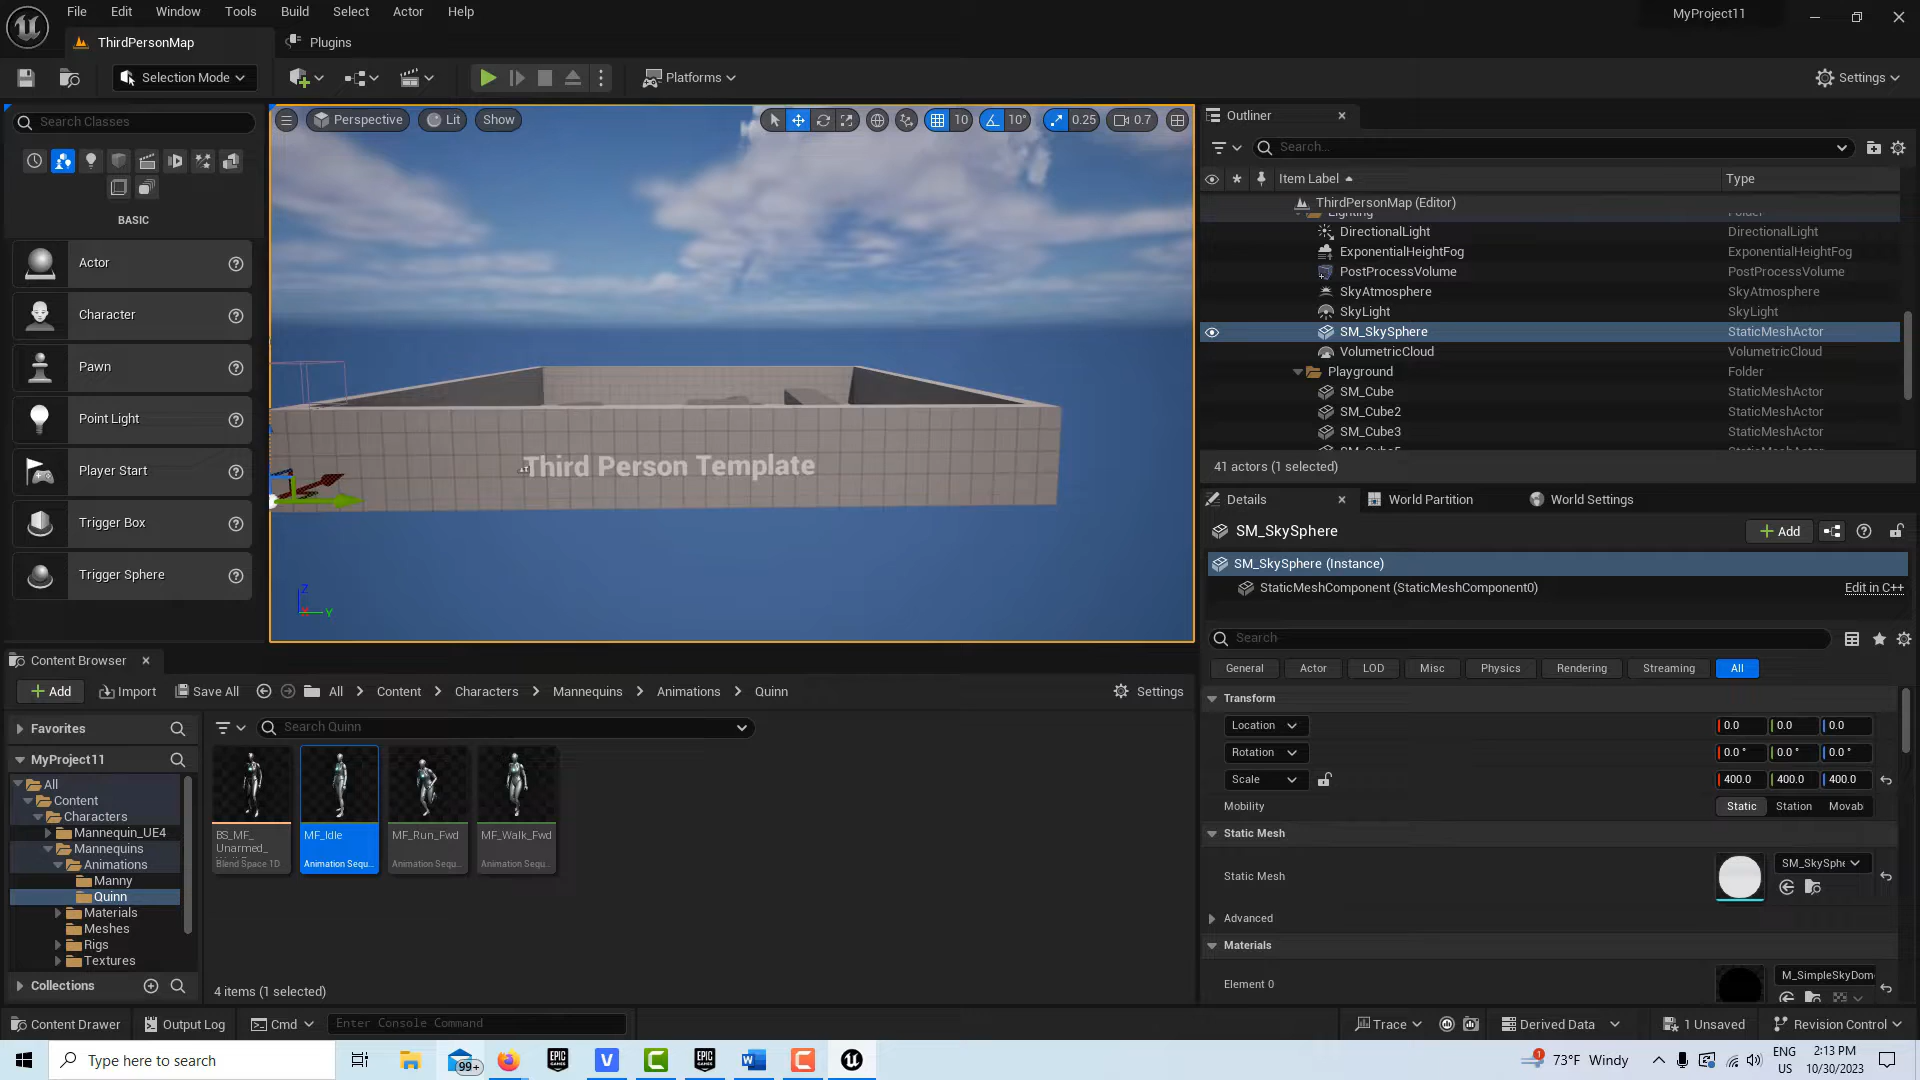 File Edit Window Tools Build Select Actor Help
MyProject11
ThirdPersonMap
Plugins
Selection Mode
Platforms
Settings
Search Classes
BASIC
Actor
Character
Pawn
Point Light
Player Start
Trigger Box
Trigger Sphere
Perspective
Lit
Show
10
10°
0.25
0.7
Third Person Template
Z
Y
Outliner
Search...
Item Label
Type
ThirdPersonMap (Editor)
Lighting Folder
DirectionalLight DirectionalLight
ExponentialHeightFog ExponentialHeightFog
PostProcessVolume PostProcessVolume
SkyAtmosphere SkyAtmosphere
SkyLight SkyLight
SM_SkySphere StaticMeshActor
VolumetricCloud VolumetricCloud
Playground Folder
SM_Cube StaticMeshActor
SM_Cube2 StaticMeshActor
SM_Cube3 StaticMeshActor
41 actors (1 selected)
Details
World Partition
World Settings
SM_SkySphere
Add
SM_SkySphere (Instance)
StaticMeshComponent (StaticMeshComponent0)
Edit in C++
Search
General Actor LOD Misc Physics Rendering Streaming All
Transform
Location 0.0 0.0 0.0
Rotation 0.0° 0.0° 0.0°
Scale 400.0 400.0 400.0
Mobility Static Station Movab
Static Mesh
Static Mesh
SM_SkySphe
Advanced
Materials
Element 0
M_SimpleSkyDom
Content Browser
Add
Import
Save All
All
Content
Characters
Mannequins
Animations
Quinn
Settings
Favorites
MyProject11
All
Content
Characters
Mannequin_UE4
Mannequins
Animations
Manny
Quinn
Materials
Meshes
Rigs
Textures
Collections
Search Quinn
BS_MF_
Unarmed_
Blend Space 1D
MF_Idle
Animation Sequ...
MF_Run_Fwd
Animation Sequ...
MF_Walk_Fwd
Animation Sequ...
4 items (1 selected)
Content Drawer
Output Log
Cmd
Enter Console Command
Trace
Derived Data
1 Unsaved
Revision Control
Type here to search
99+
EPIC
GAMES
V
C
EPIC
GAMES
W
C
1
73°F Windy
ENG
US
2:13 PM
10/30/2023